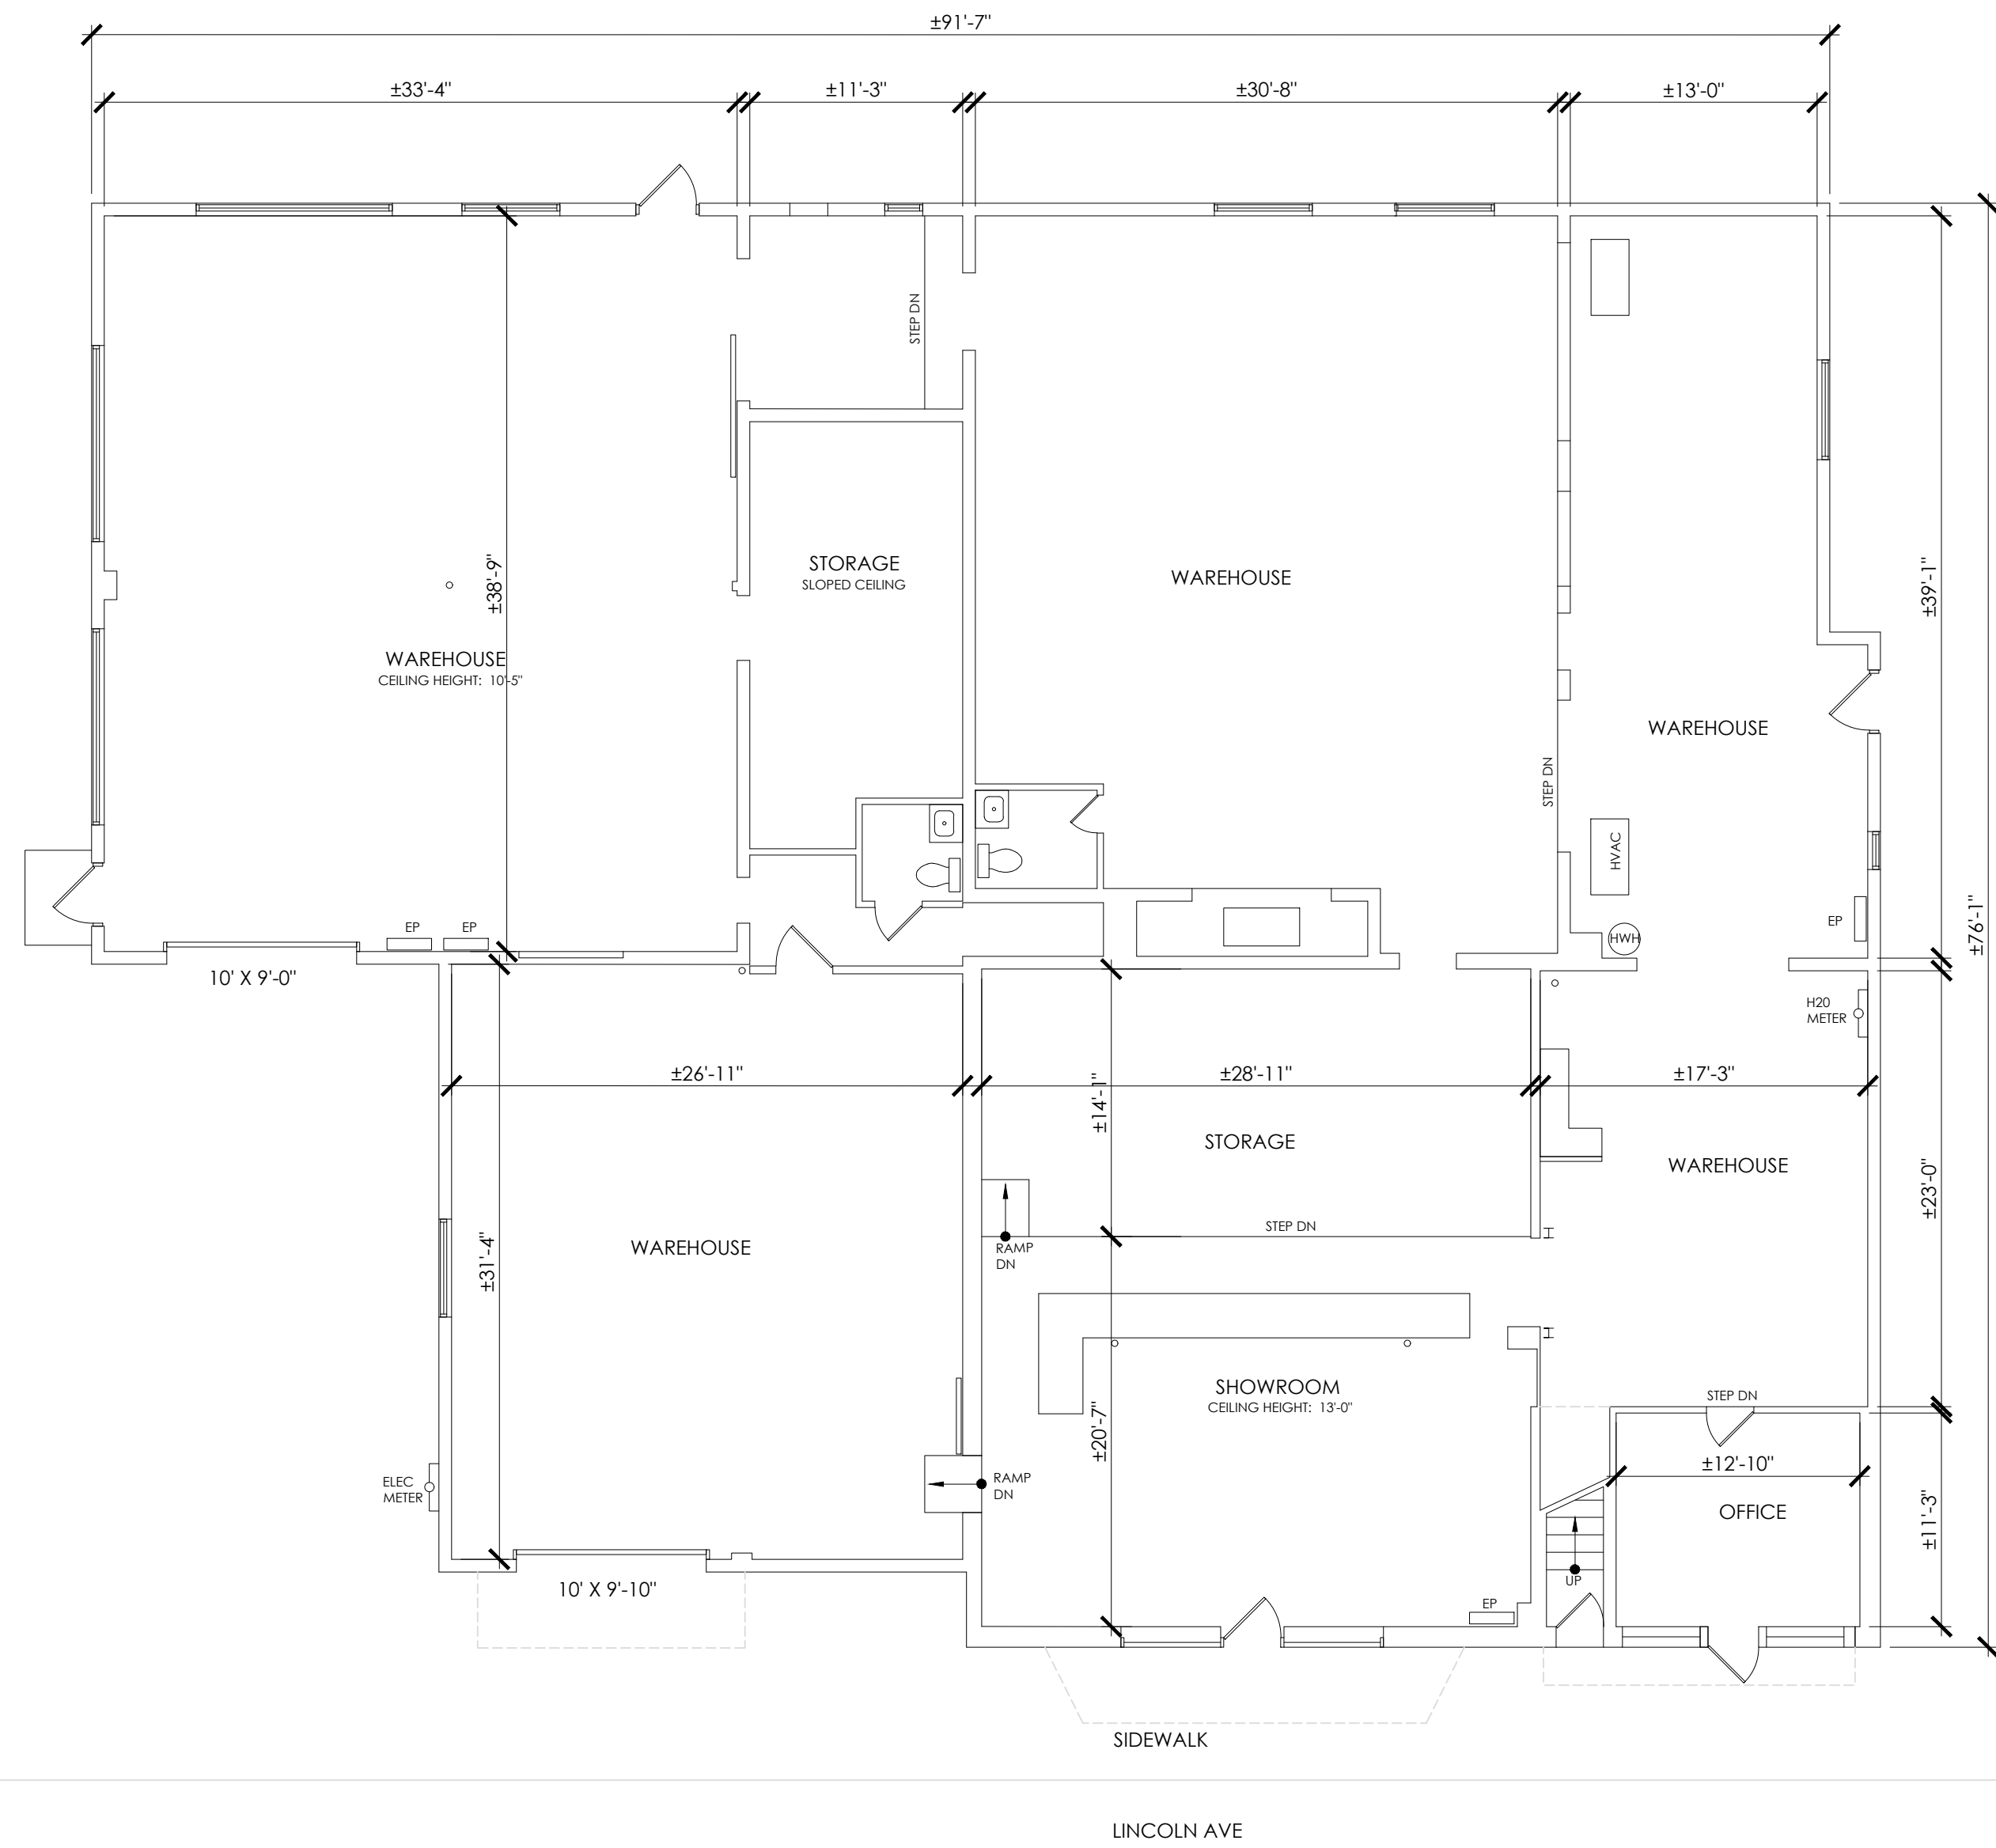 ±91'-7"
±33'-4"
±11'-3"
±30'-8"
±13'-0"
STEP DN
STORAGE
SLOPED CEILING
WAREHOUSE
±38'-9"
±39'-1"
WAREHOUSE
CEILING HEIGHT: 10'-5"
WAREHOUSE
STEP DN
HVAC
EP
EP
EP
HWH
±76'-1"
10' X 9'-0"
H20
METER
±26'-11"
±28'-11"
±17'-3"
±14'-1"
STORAGE
WAREHOUSE
±23'-0"
STEP DN
RAMP
DN
WAREHOUSE
±31'-4"
SHOWROOM
CEILING HEIGHT: 13'-0"
STEP DN
±20'-7"
±12'-10"
ELEC
METER
RAMP
DN
OFFICE
±11'-3"
UP
10' X 9'-10"
EP
SIDEWALK
LINCOLN AVE